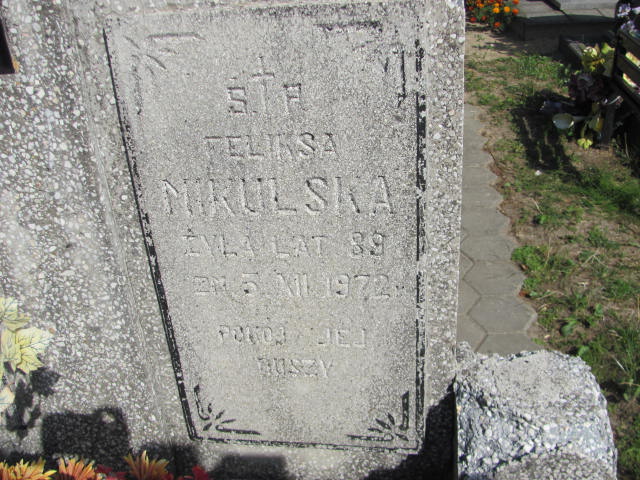 Ś P
FELIKSA
MIKULSKA
ŻYŁA LAT 89
ZM. 5 XII 1972
POKÓJ JEJ
DUSZY